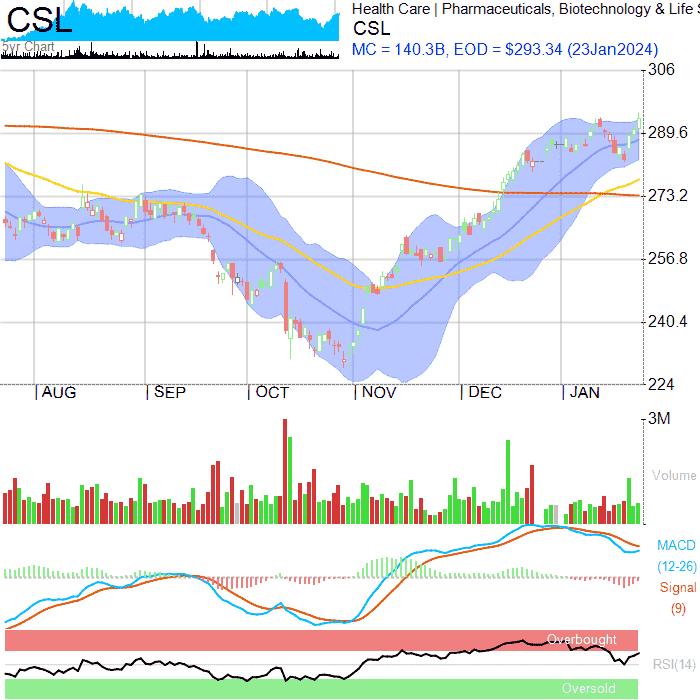 CSL
5yr Chart
Health Care | Pharmaceuticals, Biotechnology & Life S
CSL
MC = 140.3B, EOD = $293.34 (23Jan2024)
306
289.6
273.2
256.8
240.4
224
| AUG | SEP | OCT | NOV | DEC | JAN
3M
Volume
MACD
(12-26)
Signal
(9)
Overbought
RSI(14)
Oversold